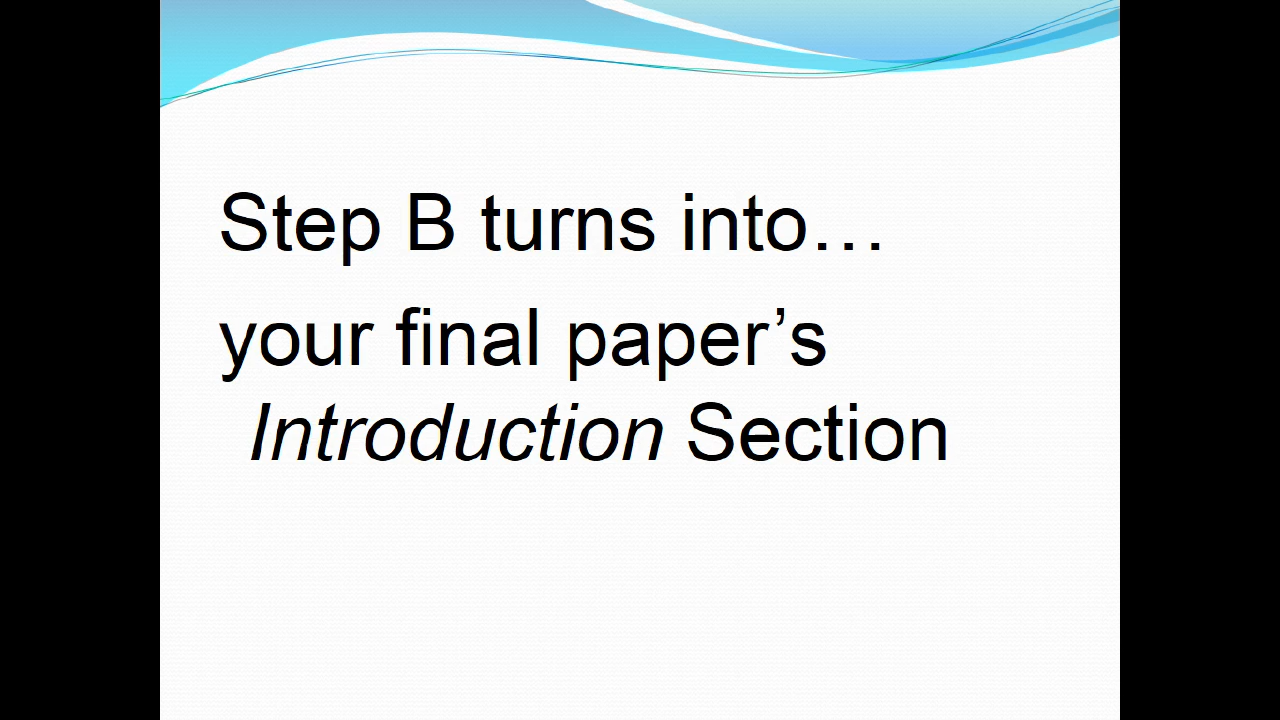 Step B turns into…
your final paper’s
Introduction Section